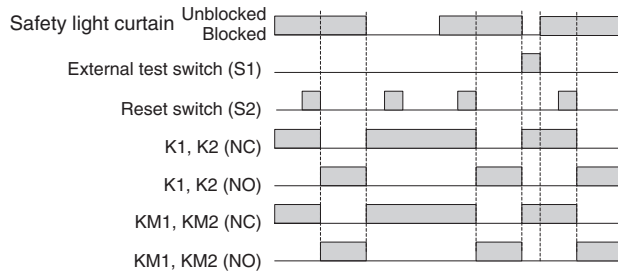 Safety light curtain Unblocked
Blocked
External test switch (S1)
Reset switch (S2)
K1, K2 (NC)
K1, K2 (NO)
KM1, KM2 (NC)
KM1, KM2 (NO)